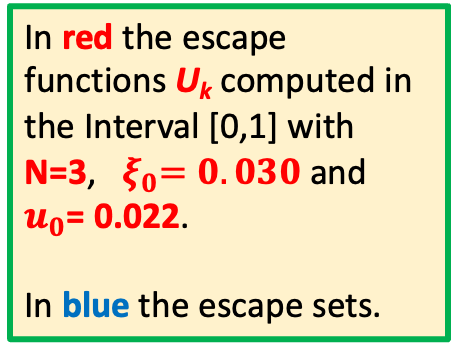 In red the escape
functions Uₖ computed in
the Interval [0,1] with
N=3, ξ₀= 0.030 and
u₀= 0.022.
In blue the escape sets.